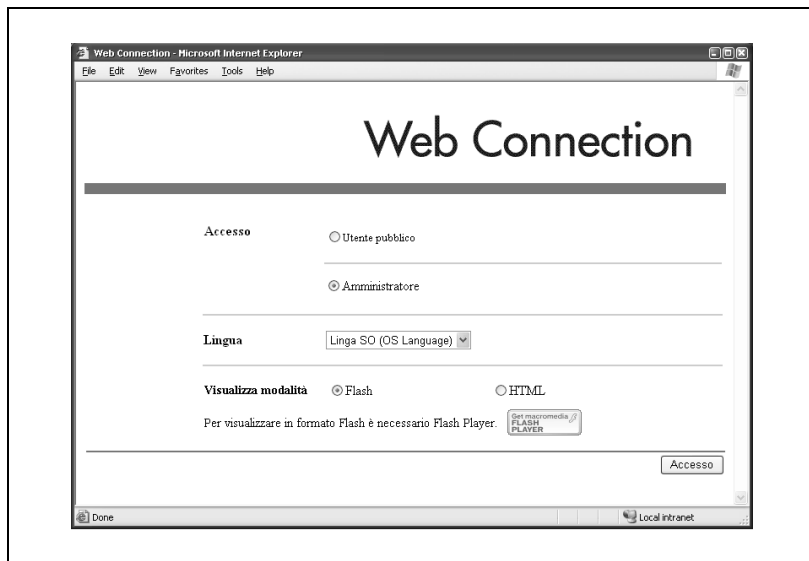 Web Connection - Microsoft Internet Explorer
File Edit View Favorites Tools Help
Web Connection
Accesso
Utente pubblico
Amministratore
Lingua
Linga SO (OS Language)
Visualizza modalità
Flash
HTML
Per visualizzare in formato Flash è necessario Flash Player.
Get macromedia
FLASH
PLAYER
Accesso
Done
Local intranet